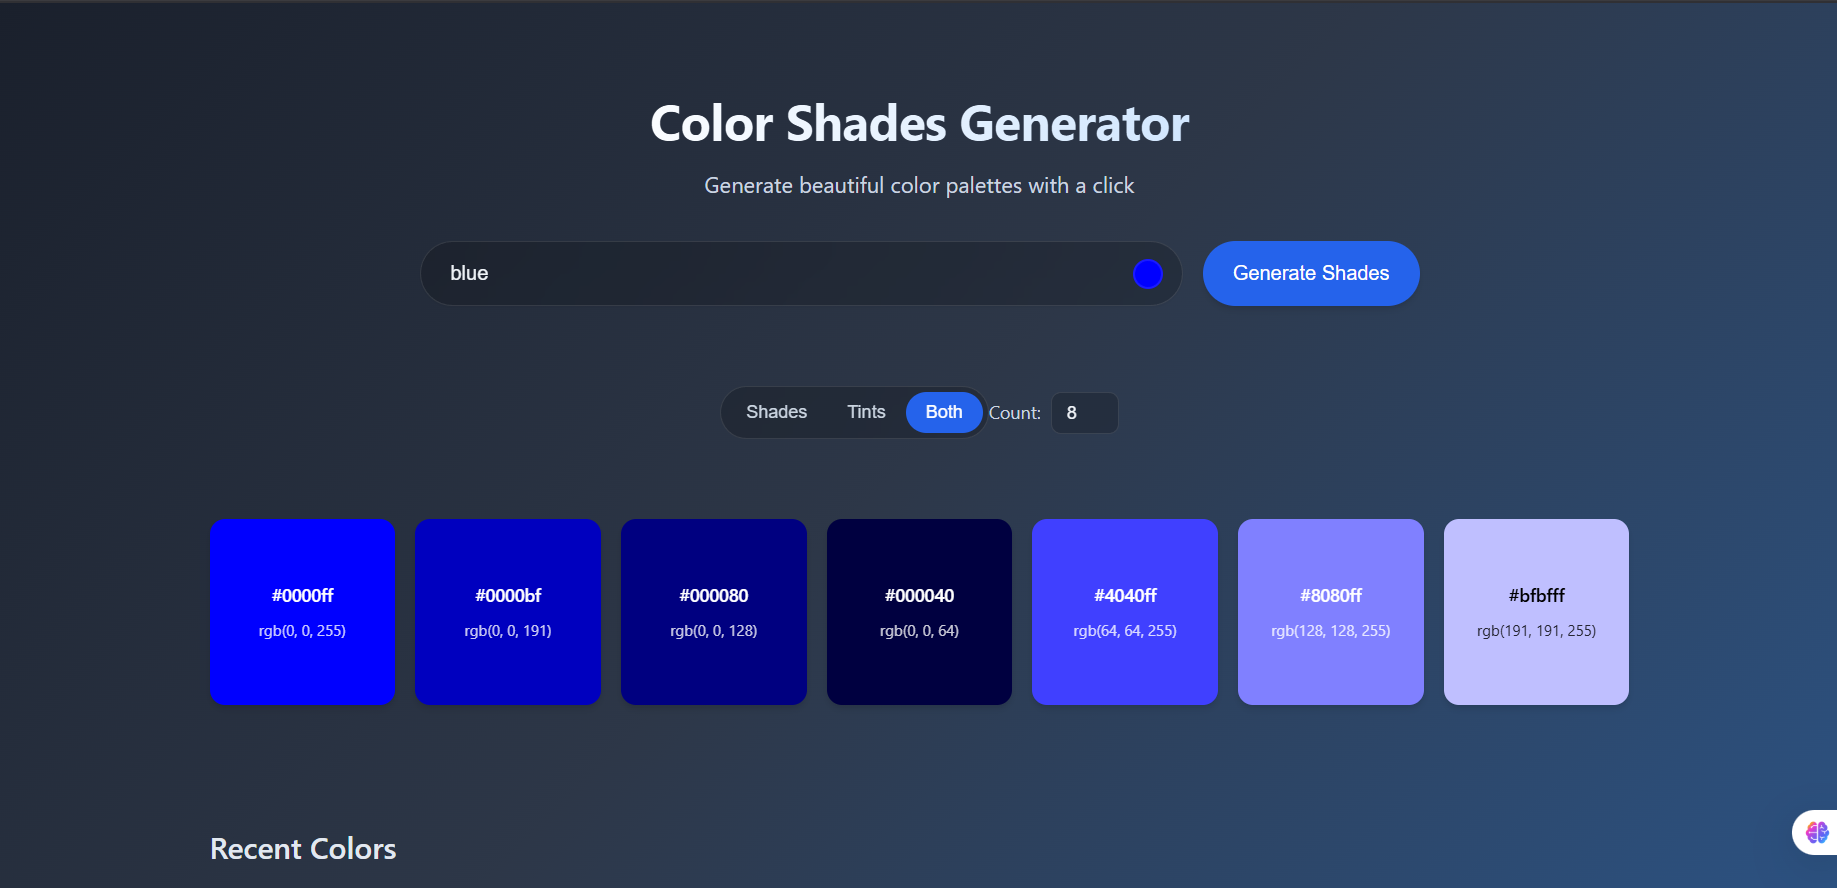 Color Shades Generator
Generate beautiful color palettes with a click
blue
Generate Shades
Shades Tints Both Count: 8
#0000ff #0000bf #000080 #000040 #4040ff #8080ff #bfbfff
rgb(0, 0, 255) rgb(0, 0, 191) rgb(0, 0, 128) rgb(0, 0, 64) rgb(64, 64, 255) rgb(128, 128, 255) rgb(191, 191, 255)
Recent Colors